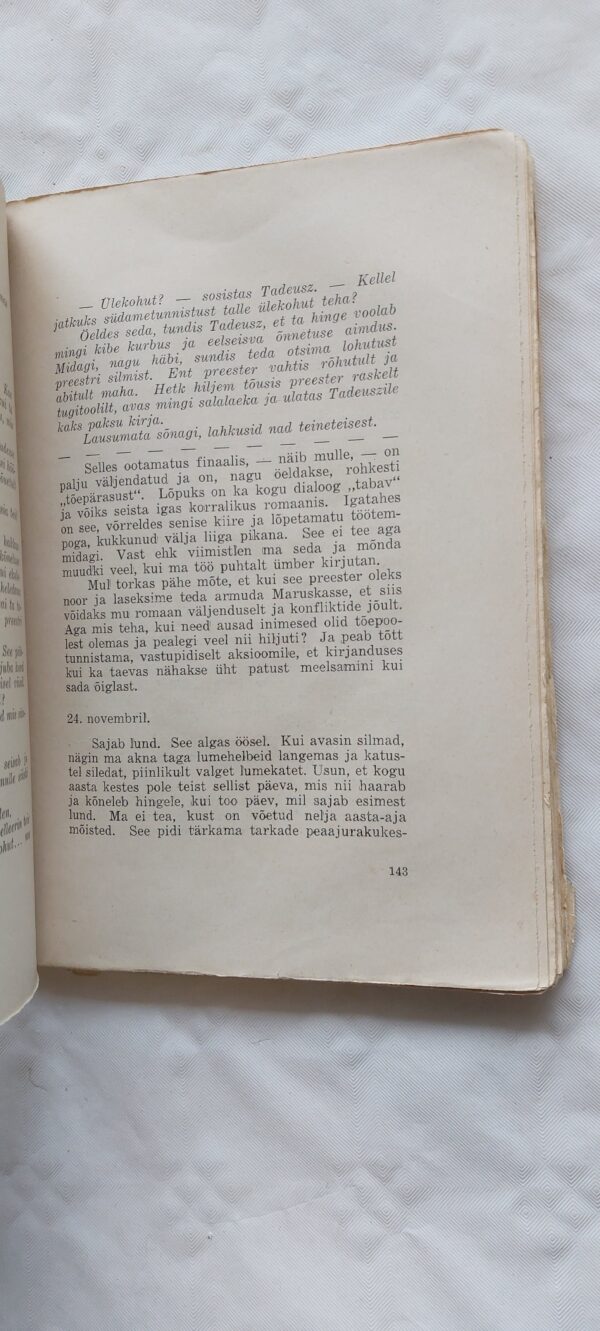 — Ülekohut? — sosistas Tadeusz. — Kellel
jatkuks südametunnistust talle ülekohut teha?
Öeldes seda, tundis Tadeusz, et ta hinge voolab
mingi kibe kurbus ja eelseisva õnnetuse aimdus.
Midagi, nagu häbi, sundis teda otsima lohutust
preestri silmist. Ent preester vahtis rõhutult ja
abitult maha. Hetk hiljem tõusis preester raskelt
tugitoolilt, avas mingi salalaeka ja ulatas Tadeuszile
kaks paksu kirja.
Lausumata sõnagi, lahkusid nad teineteisest.
— — — — — — — — — — — — — —
Selles ootamatus finaalis, — näib mulle, — on
palju väljendatud ja on, nagu öeldakse, rohkesti
„tõepärasust“. Lõpuks on ka kogu dialoog „tabav“
ja võiks seista igas korralikus romaanis. Igatahes
on see, võrreldes senise kiire ja lõpetamatu töötem-
poga, kukkunud välja liiga pikana. See ei tee aga
midagi. Vast ehk viimistlen ma seda ja mõnda
muudki veel, kui ma töö puhtalt ümber kirjutan.
Mul torkas pähe mõte, et kui see preester oleks
noor ja laseksime teda armuda Maruskasse, et siis
võidaks mu romaan väljenduselt ja konfliktide jõult.
Aga mis teha, kui need ausad inimesed olid tõepoo-
lest olemas ja pealegi veel nii hiljuti? Ja peab tõtt
tunnistama, vastupidiselt aksioomile, et kirjanduses
kui ka taevas nähakse üht patust meelsamini kui
sada õiglast.
24. novembril.
Sajab lund. See algas öösel. Kui avasin silmad,
nägin ma akna taga lumehelbeid langemas ja katus-
tel siledat, piinlikult valget lumekatet. Usun, et kogu
aasta kestes pole teist sellist päeva, mis nii haarab
ja kõneleb hingele, kui too päev, mil sajab esimest
lund. Ma ei tea, kust on võetud nelja aasta-aja
mõisted. See pidi tärkama tarkade peaajurakukes-
143